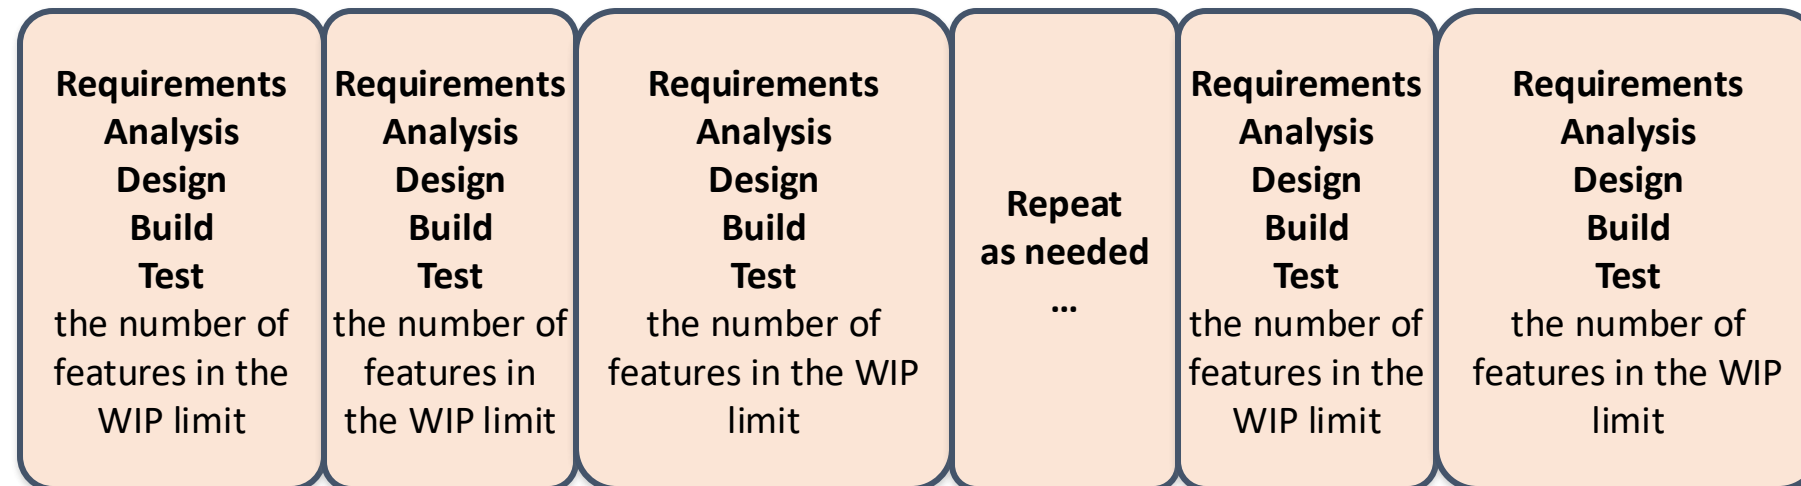 Requirements
Analysis
Design
Build
Test
the number of
features in the
WIP limit
Requirements
Analysis
Design
Build
Test
the number of
features in
the WIP limit
Requirements
Analysis
Design
Build
Test
the number of
features in the WIP
limit
Repeat
as needed
…
Requirements
Analysis
Design
Build
Test
the number of
features in the
WIP limit
Requirements
Analysis
Design
Build
Test
the number of
features in the WIP
limit